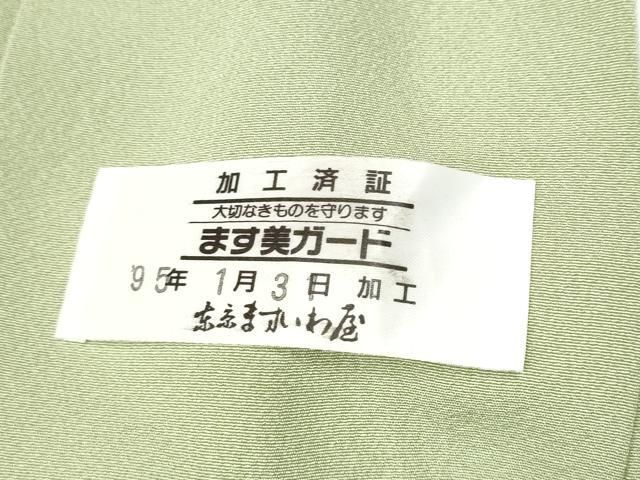 加工済証
大切なきものを守ります
ます美ガード
'95年 1月31日 加工
東京ますいわ屋